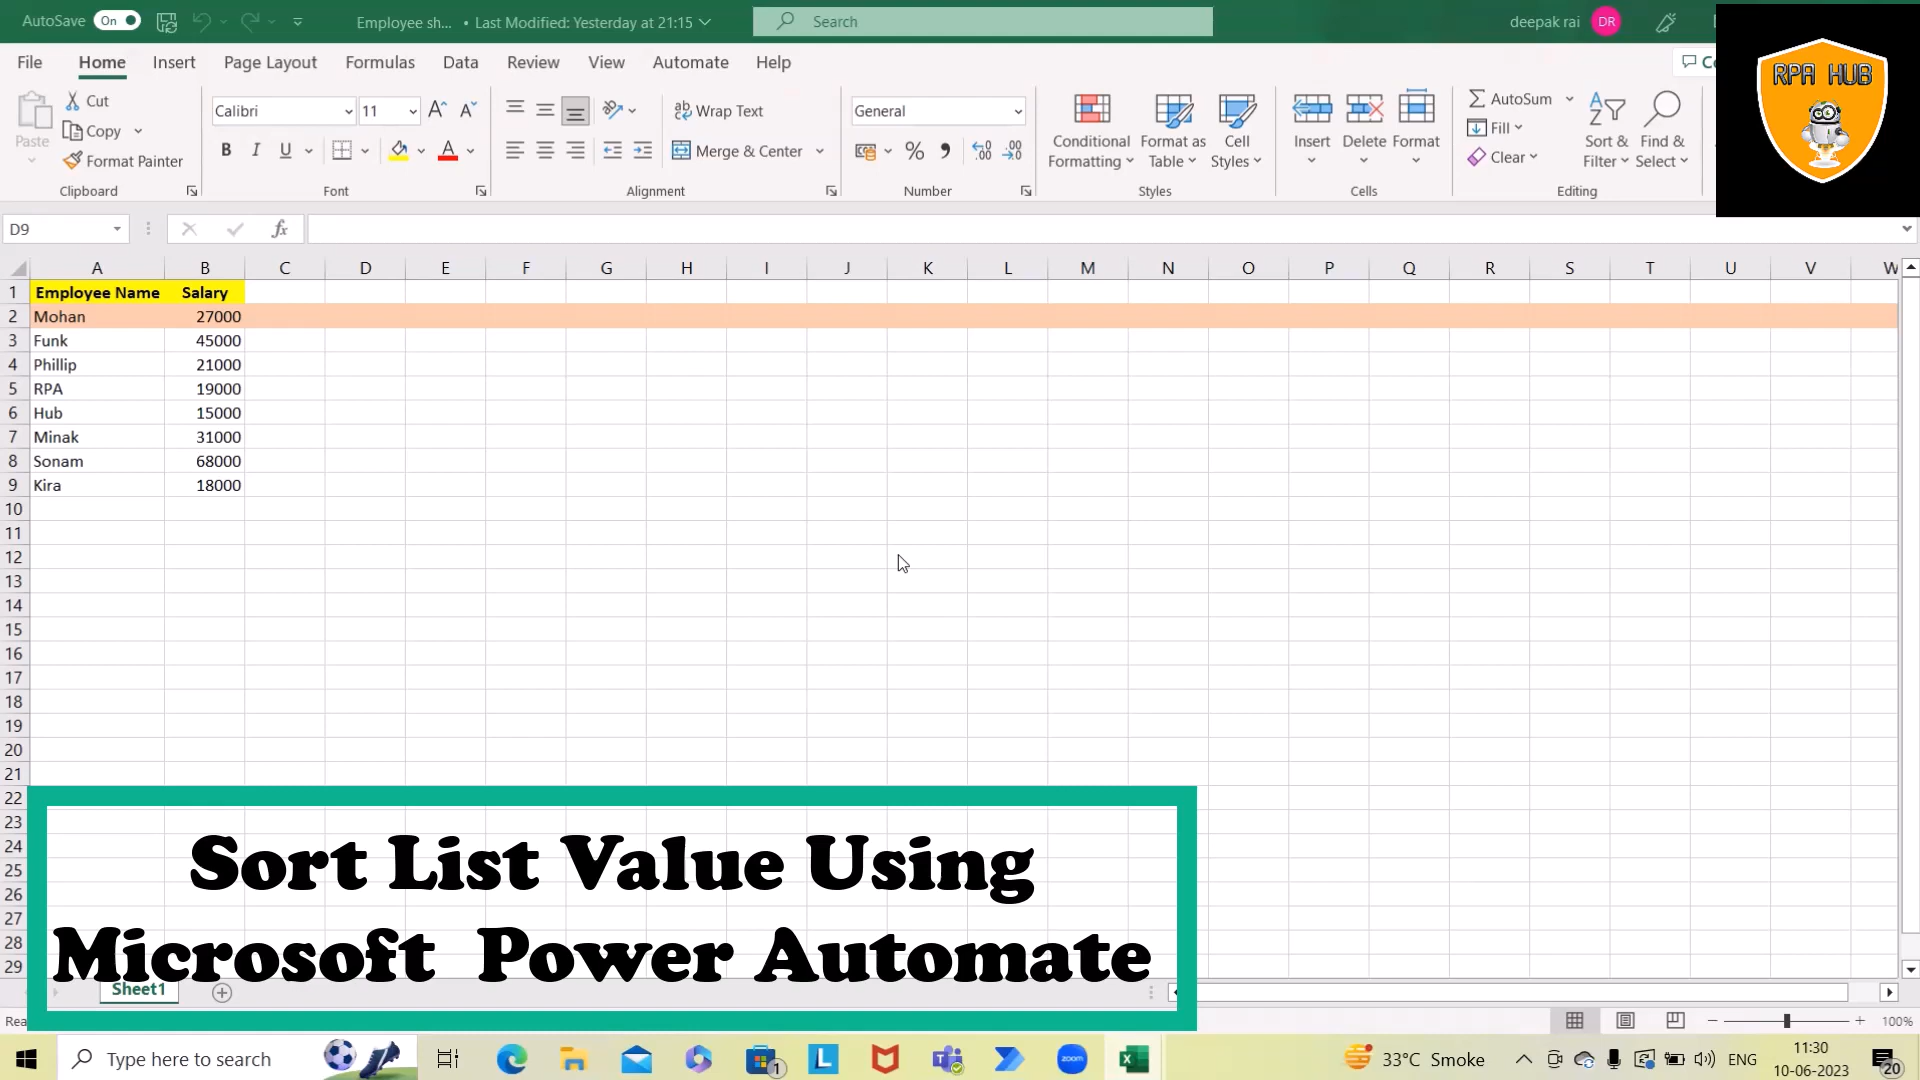 AutoSave On Employee sh... • Last Modified: Yesterday at 21:15 Search deepak rai DR
RPA HUB
File Home Insert Page Layout Formulas Data Review View Automate Help
Paste Cut Copy Format Painter
Clipboard
Calibri 11
B I U A
Font
Wrap Text
Merge & Center
Alignment
General
% 9
Number
Conditional Formatting Format as Table Cell Styles
Styles
Insert Delete Format
Cells
AutoSum
Fill
Clear
Sort & Filter Find & Select
Editing
D9 fx
A B C D E F G H I J K L M N O P Q R S T U V W
1 Employee Name Salary
2 Mohan 27000
3 Funk 45000
4 Phillip 21000
5 RPA 19000
6 Hub 15000
7 Minak 31000
8 Sonam 68000
9 Kira 18000
10
11
12
13
14
15
16
17
18
19
20
21
22
23
24
25
26
27
28
29
Sort List Value Using
Microsoft Power Automate
Sheet1
100%
Type here to search 1 L zoom 33°C Smoke ENG 11:30
10-06-2023 20